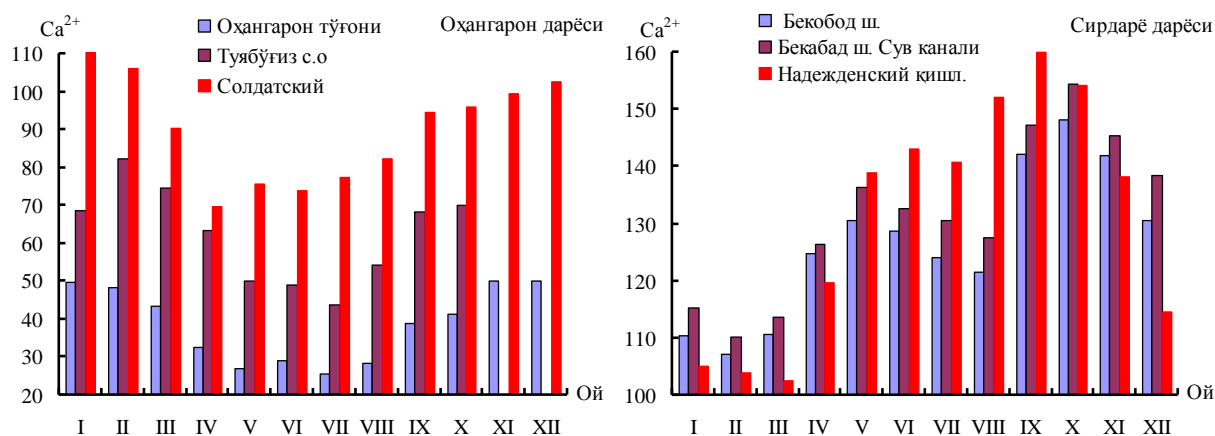 Ca2+
Оҳангарон тўғони
Туябўғиз с.о
Солдатский
Оҳангарон дарёси
110
100
90
80
70
60
50
40
30
20
Ой
I II III IV V VI VII VIII IX X XI XII
Ca2+
Бекобод ш.
Бекабад ш. Сув канали
Надежденский қишл.
Сирдарё дарёси
160
150
140
130
120
110
100
Ой
I II III IV V VI VII VIII IX X XI XII